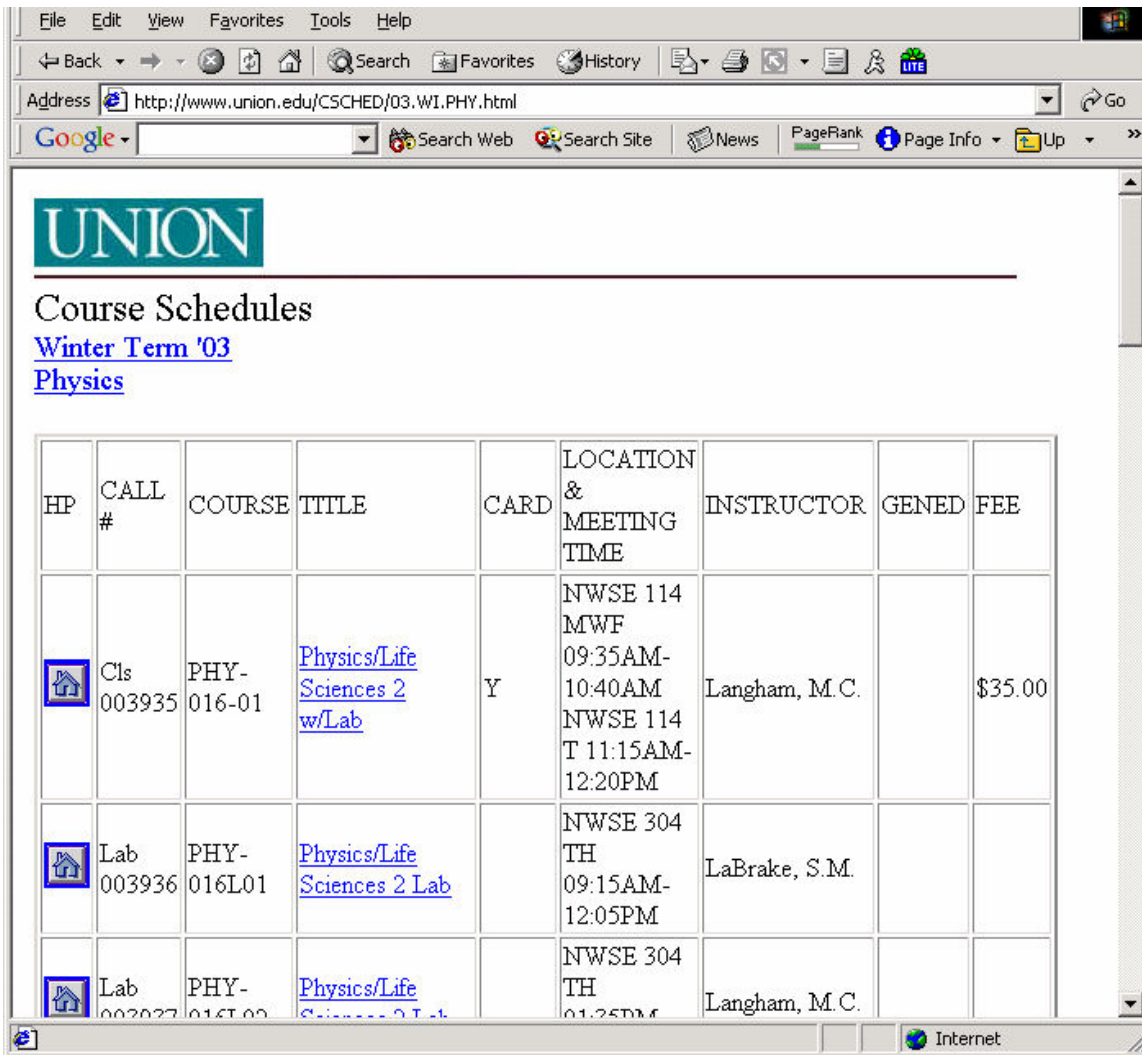 File Edit View Favorites Tools Help
Back Search Favorites History LITE
Address http://www.union.edu/CSCHED/03.WI.PHY.html Go
Google Search Web Search Site News PageRank Page Info Up »
UNION
Course Schedules
Winter Term '03
Physics
HP CALL # COURSE TITLE CARD LOCATION & MEETING TIME INSTRUCTOR GENED FEE
Cls 003935 PHY-016-01 Physics/Life Sciences 2 w/Lab Y NWSE 114 MWF 09:35AM-10:40AM NWSE 114 T 11:15AM-12:20PM Langham, M.C. $35.00
Lab 003936 PHY-016L01 Physics/Life Sciences 2 Lab NWSE 304 TH 09:15AM-12:05PM LaBrake, S.M.
Lab PHY- Physics/Life NWSE 304 TH Langham, M.C.
Internet